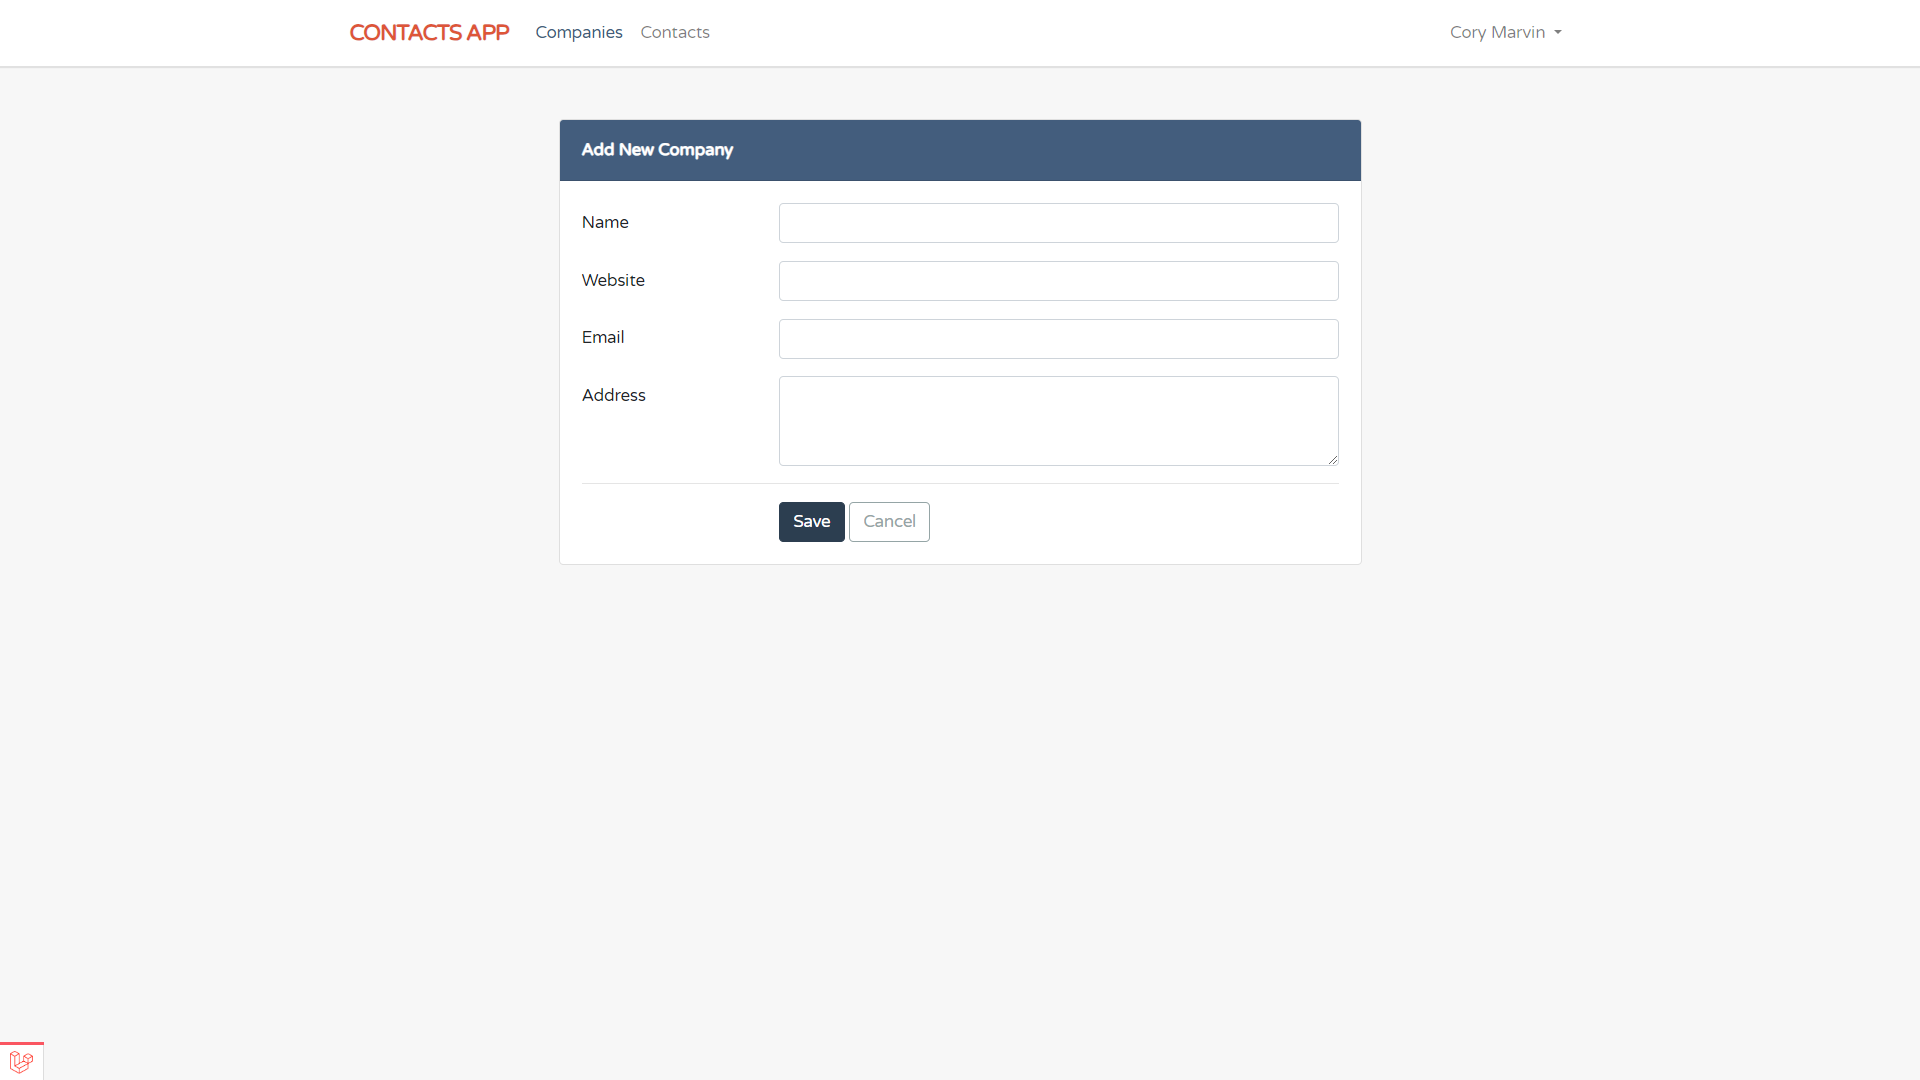 CONTACTS APP Companies Contacts Cory Marvin
Add New Company
Name
Website
Email
Address
Save Cancel